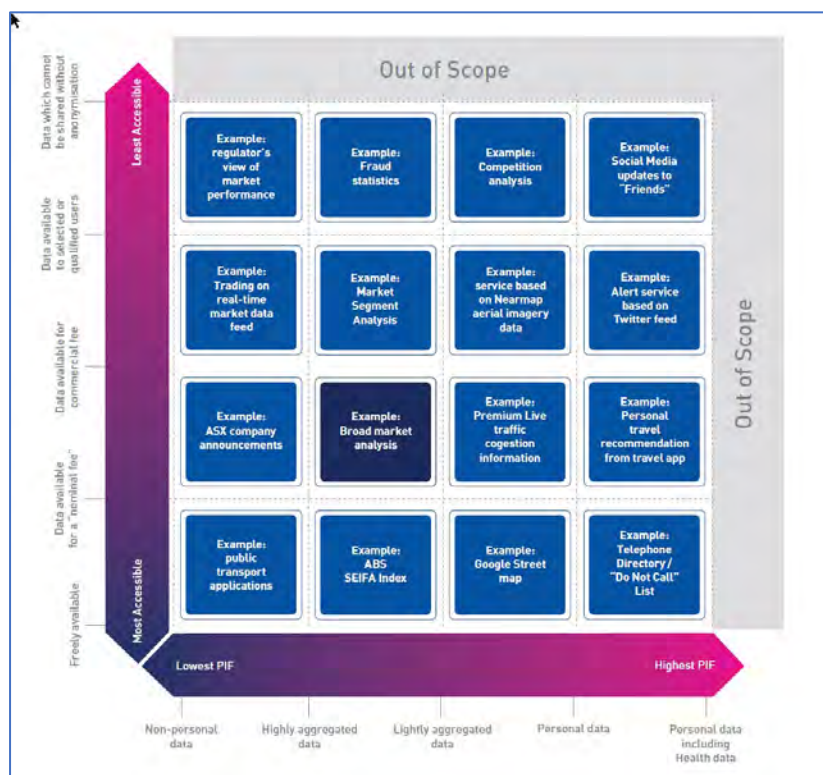 Out of Scope
Out of Scope
Least Accessible
Most Accessible
Data which cannot
be shared without
anonymisation
Data available
to selected or
qualified users
Data available for
commercial fee
Data available
for a "nominal fee"
Freely available
Example:
regulator's
view of
market
performance
Example:
Fraud
statistics
Example:
Competition
analysis
Example:
Social Media
updates to
"Friends"
Example:
Trading on
real-time
market data
feed
Example:
Market
Segment
Analysis
Example:
service based
on Nearmap
aerial imagery
data
Example:
Alert service
based on
Twitter feed
Example:
ASX company
announcements
Example:
Broad market
analysis
Example:
Premium Live
traffic
cogestion
information
Example:
Personal
travel
recommendation
from travel app
Example:
public
transport
applications
Example:
ABS
SEIFA Index
Example:
Google Street
map
Example:
Telephone
Directory /
"Do Not Call"
List
Lowest PIF
Highest PIF
Non-personal
data
Highly aggregated
data
Lightly aggregated
data
Personal data
Personal data
including
Health data